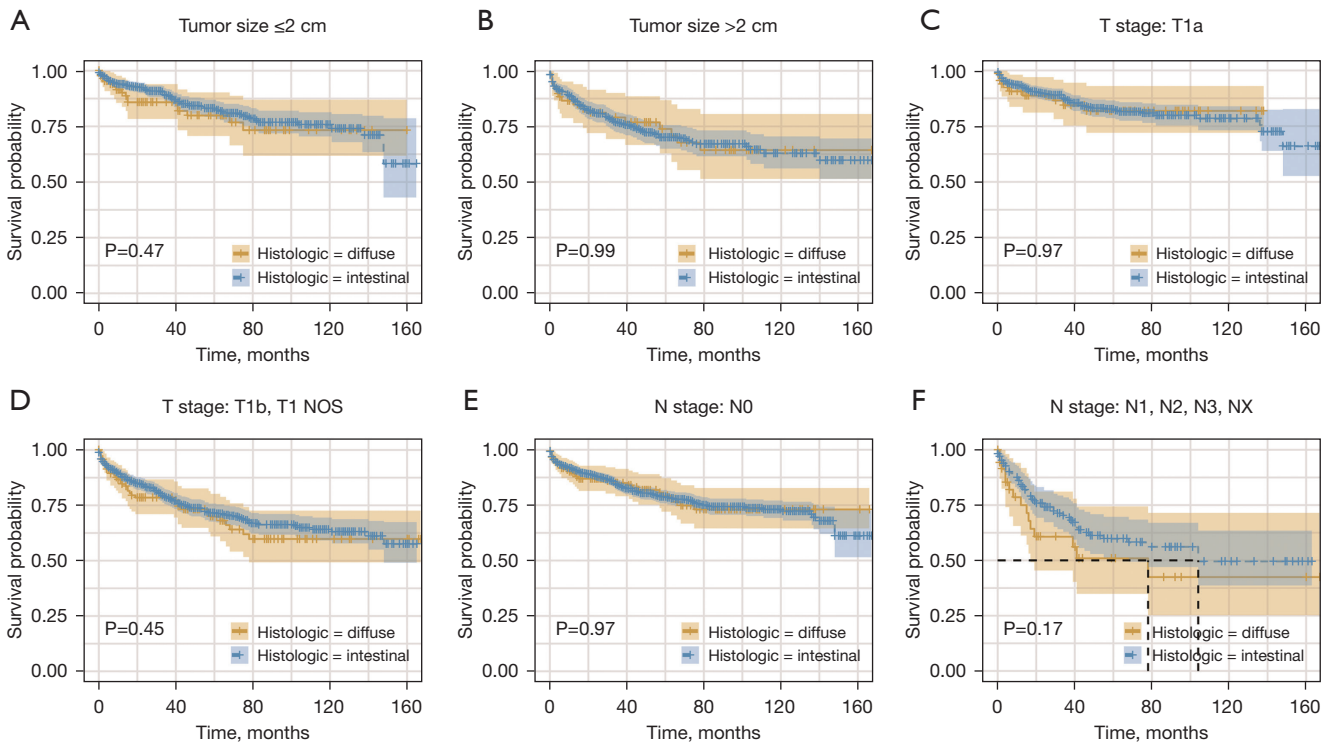 A
Tumor size ≤2 cm
Survival probability
1.00
0.75
0.50
0.25
0.00
P=0.47
Histologic = diffuse
Histologic = intestinal
0 40 80 120 160
Time, months
B
Tumor size >2 cm
Survival probability
1.00
0.75
0.50
0.25
0.00
P=0.99
Histologic = diffuse
Histologic = intestinal
0 40 80 120 160
Time, months
C
T stage: T1a
Survival probability
1.00
0.75
0.50
0.25
0.00
P=0.97
Histologic = diffuse
Histologic = intestinal
0 40 80 120 160
Time, months
D
T stage: T1b, T1 NOS
Survival probability
1.00
0.75
0.50
0.25
0.00
P=0.45
Histologic = diffuse
Histologic = intestinal
0 40 80 120 160
Time, months
E
N stage: N0
Survival probability
1.00
0.75
0.50
0.25
0.00
P=0.97
Histologic = diffuse
Histologic = intestinal
0 40 80 120 160
Time, months
F
N stage: N1, N2, N3, NX
Survival probability
1.00
0.75
0.50
0.25
0.00
P=0.17
Histologic = diffuse
Histologic = intestinal
0 40 80 120 160
Time, months